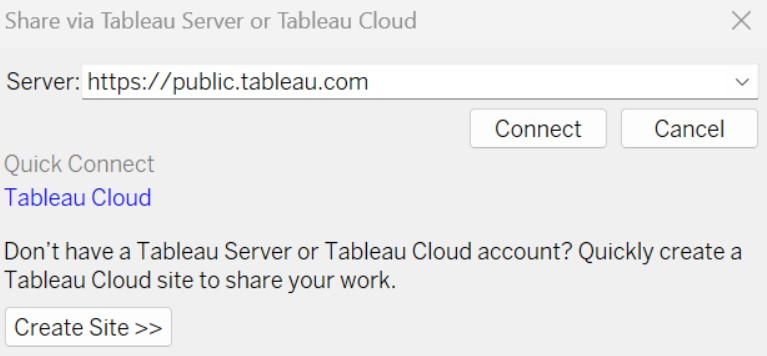 Share via Tableau Server or Tableau Cloud
Server: https://public.tableau.com
Connect Cancel
Quick Connect
Tableau Cloud
Don't have a Tableau Server or Tableau Cloud account? Quickly create a
Tableau Cloud site to share your work.
Create Site >>